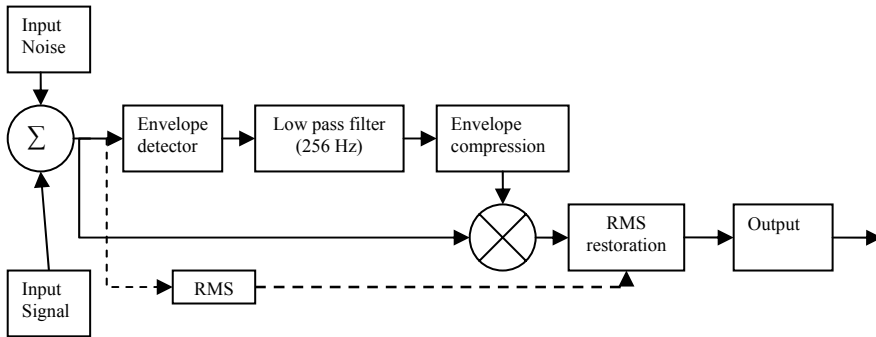 Input
Noise
Σ
Envelope
detector
Low pass filter
(256 Hz)
Envelope
compression
RMS
restoration
Output
RMS
Input
Signal